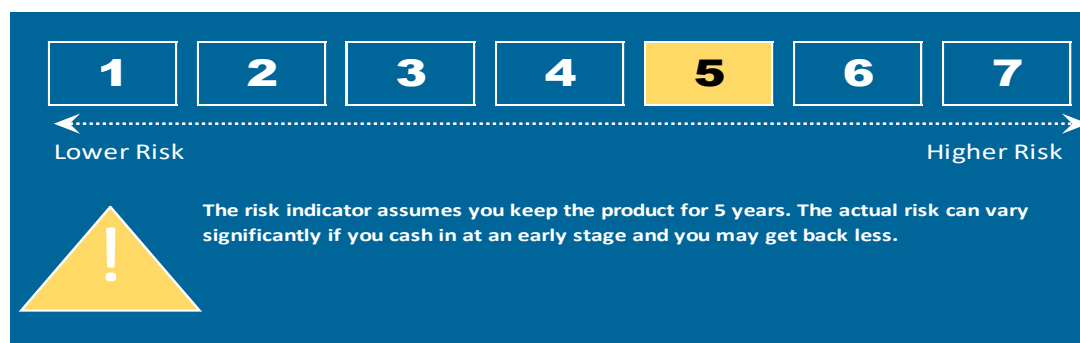 1 2 3 4 5 6 7
Lower Risk Higher Risk
The risk indicator assumes you keep the product for 5 years. The actual risk can vary
significantly if you cash in at an early stage and you may get back less.
!